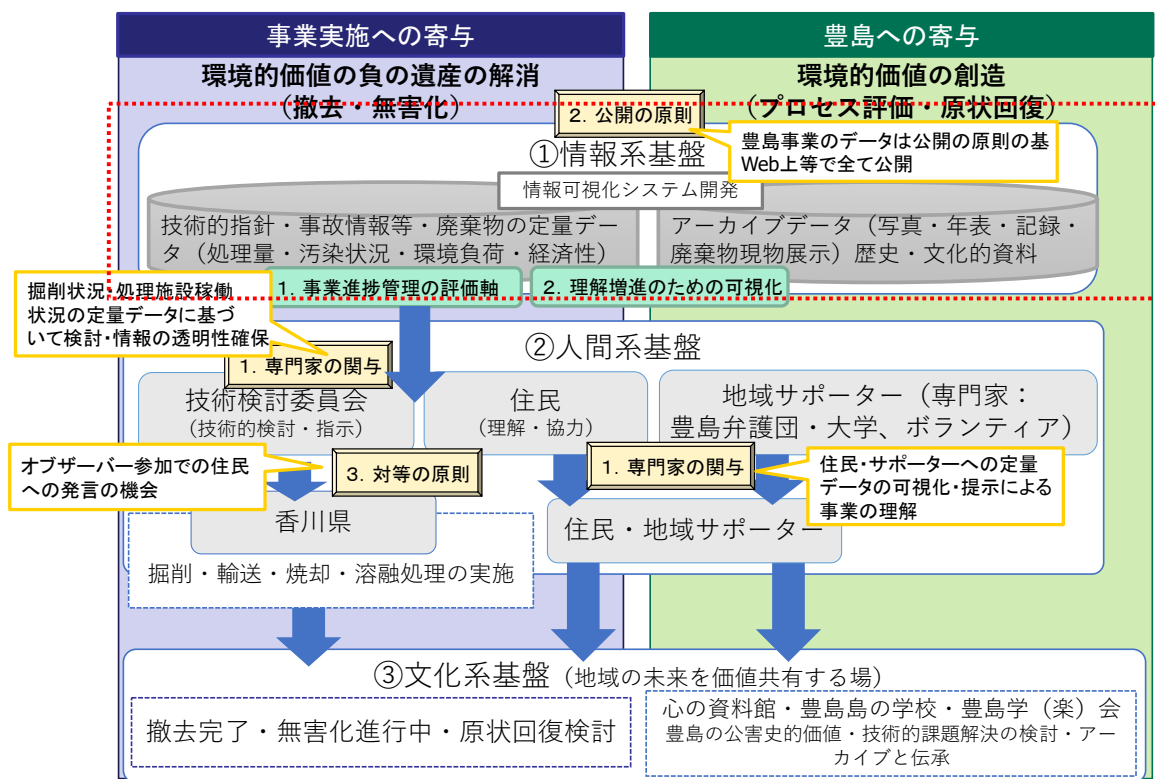 事業実施への寄与
豊島への寄与
環境的価値の負の遺産の解消
（撤去・無害化）
環境的価値の創造
（プロセス評価・原状回復）
2. 公開の原則
豊島事業のデータは公開の原則の基
Web上等で全て公開
①情報系基盤
情報可視化システム開発
技術的指針・事故情報等・廃棄物の定量デー
タ（処理量・汚染状況・環境負荷・経済性）
アーカイブデータ（写真・年表・記録・
廃棄物現物展示）歴史・文化的資料
1. 事業進捗管理の評価軸
2. 理解増進のための可視化
掘削状況・処理施設稼働
状況の定量データに基づ
いて検討・情報の透明性確保
②人間系基盤
1. 専門家の関与
技術検討委員会
（技術的検討・指示）
住民
（理解・協力）
地域サポーター（専門家：
豊島弁護団・大学、ボランティア）
オブザーバー参加での住民
への発言の機会
3. 対等の原則
1. 専門家の関与
住民・サポーターへの定量
データの可視化・提示による
事業の理解
香川県
住民・地域サポーター
掘削・輸送・焼却・溶融処理の実施
③文化系基盤（地域の未来を価値共有する場）
撤去完了・無害化進行中・原状回復検討
心の資料館・豊島島の学校・豊島学（楽）会
豊島の公害史的価値・技術的課題解決の検討・アー
カイブと伝承